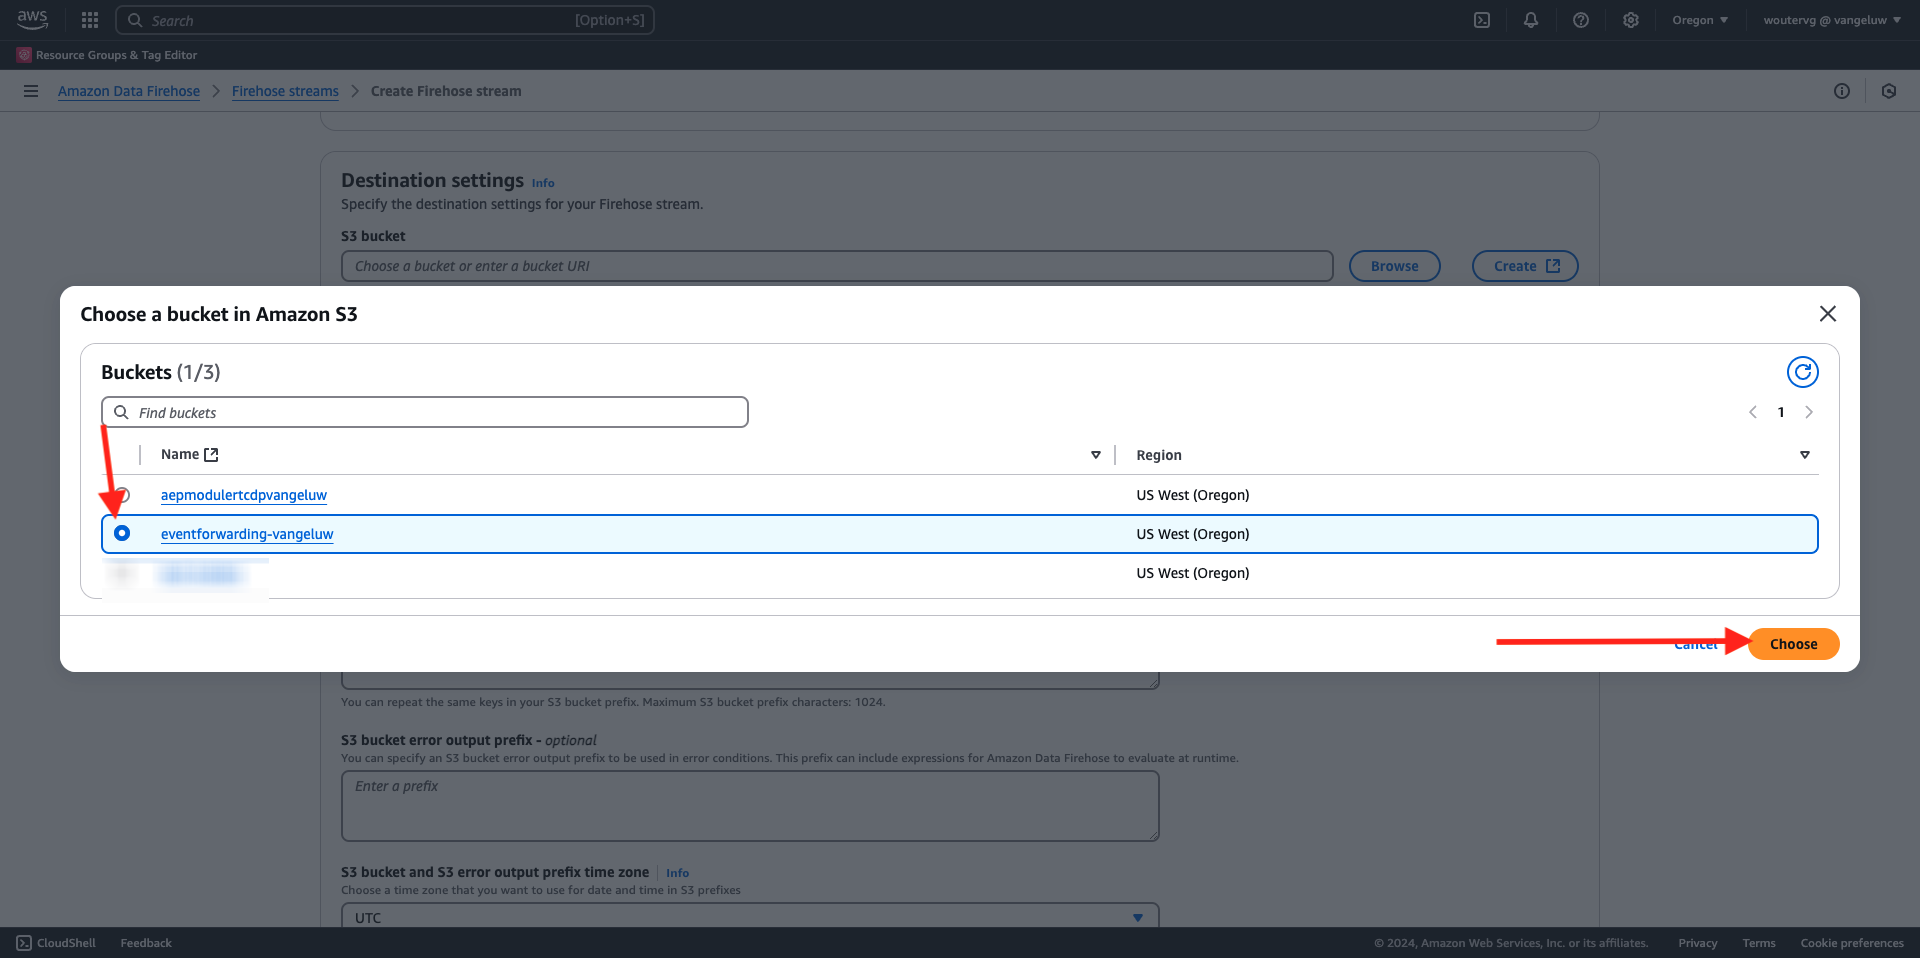 aws
Search
[Option+S]
Oregon
woutervg @ vangeluw
Resource Groups & Tag Editor
Amazon Data Firehose
Firehose streams
Create Firehose stream
Destination settings Info
Specify the destination settings for your Firehose stream.
S3 bucket
Choose a bucket or enter a bucket URI
Browse
Create
Choose a bucket in Amazon S3
Buckets (1/3)
Find buckets
1
Name
Region
aepmodulertcdpvangeluw
US West (Oregon)
eventforwarding-vangeluw
US West (Oregon)
US West (Oregon)
Cancel
Choose
You can repeat the same keys in your S3 bucket prefix. Maximum S3 bucket prefix characters: 1024.
S3 bucket error output prefix - optional
You can specify an S3 bucket error output prefix to be used in error conditions. This prefix can include expressions for Amazon Data Firehose to evaluate at runtime.
Enter a prefix
S3 bucket and S3 error output prefix time zone
Info
Choose a time zone that you want to use for date and time in S3 prefixes
UTC
CloudShell
Feedback
© 2024, Amazon Web Services, Inc. or its affiliates.
Privacy
Terms
Cookie preferences